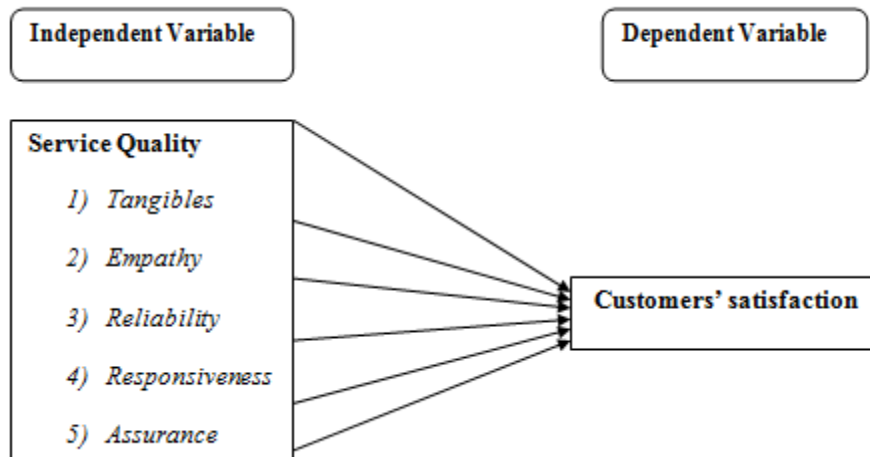 Independent Variable
Dependent Variable
Service Quality
1) Tangibles
2) Empathy
3) Reliability
4) Responsiveness
5) Assurance
Customers’ satisfaction